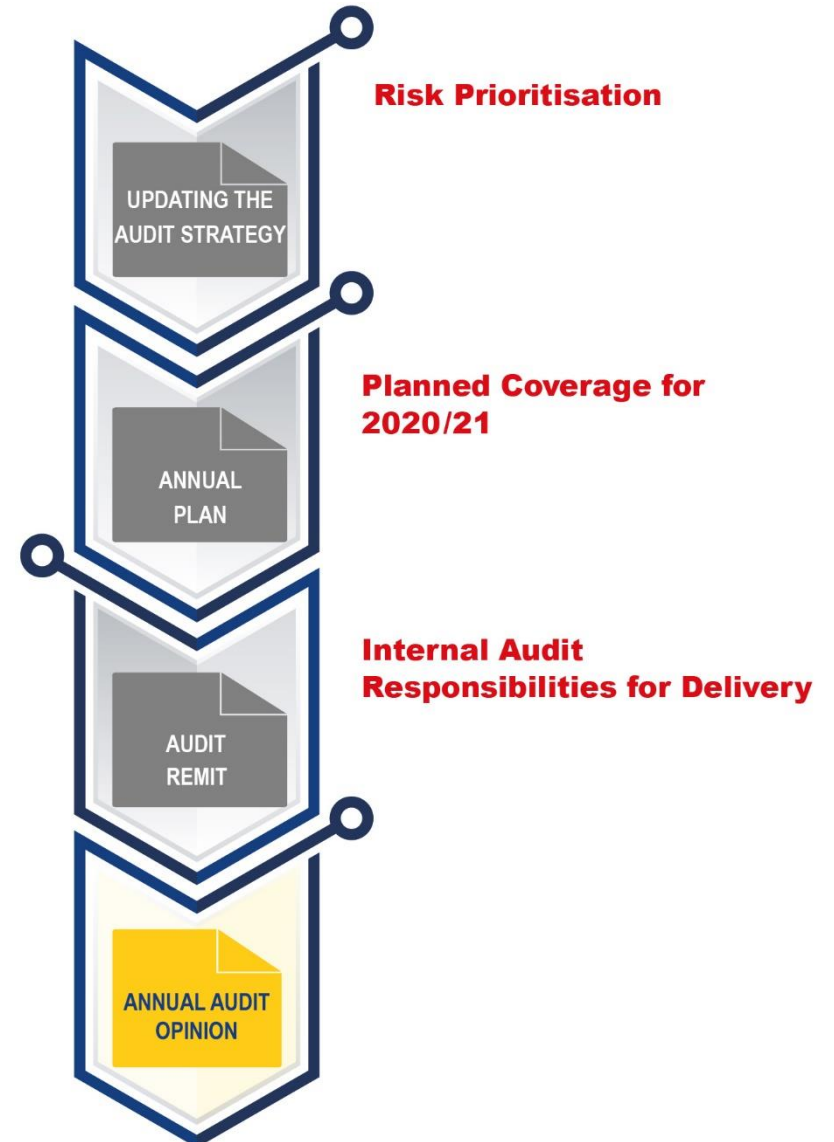 Risk Prioritisation
UPDATING THE
AUDIT STRATEGY
Planned Coverage for
2020/21
ANNUAL
PLAN
Internal Audit
Responsibilities for Delivery
AUDIT
REMIT
ANNUAL AUDIT
OPINION